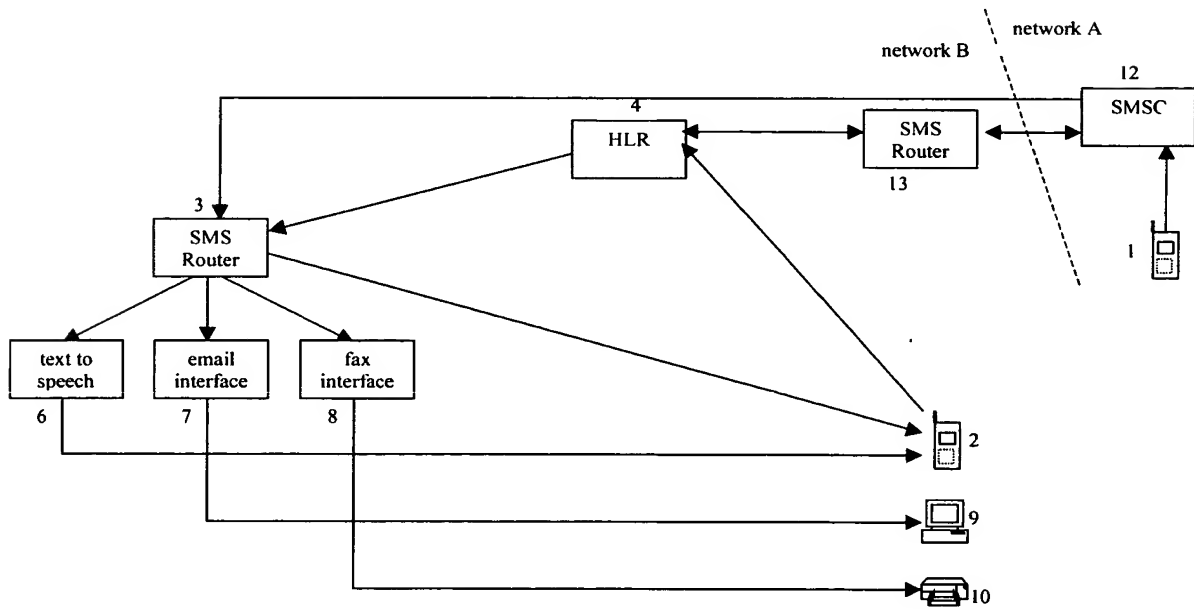 network A
network B
12
SMSC
4
HLR
SMS
Router
13
3
SMS
Router
1
text to
speech
email
interface
fax
interface
6
7
8
2
9
10